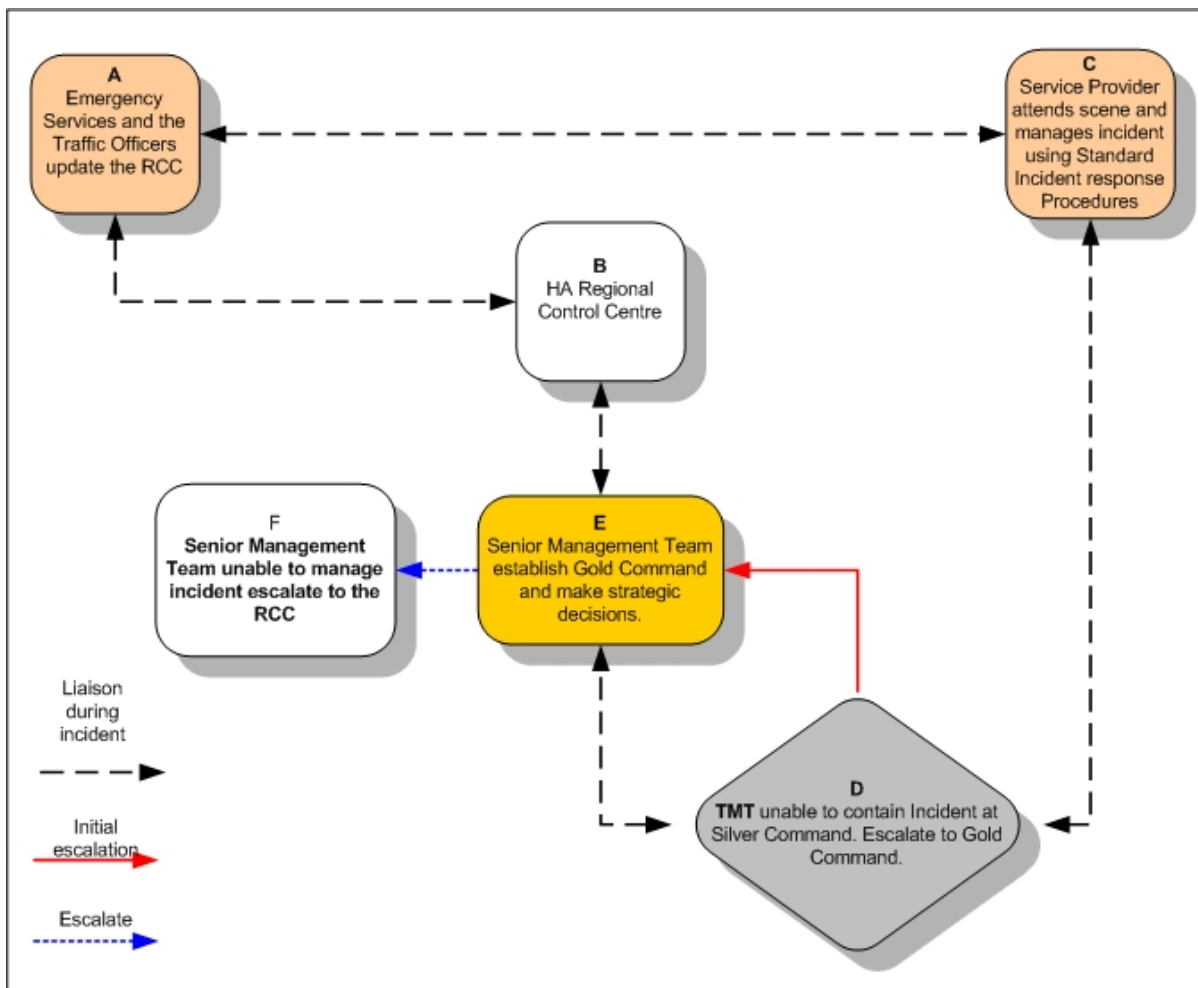 A
Emergency
Services and the
Traffic Officers
update the RCC
C
Service Provider
attends scene and
manages incident
using Standard
Incident response
Procedures
B
HA Regional
Control Centre
F
Senior Management
Team unable to manage
incident escalate to the
RCC
E
Senior Management Team
establish Gold Command
and make strategic
decisions.
D
TMT unable to contain Incident at
Silver Command. Escalate to Gold
Command.
Liaison
during
incident
Initial
escalation
Escalate